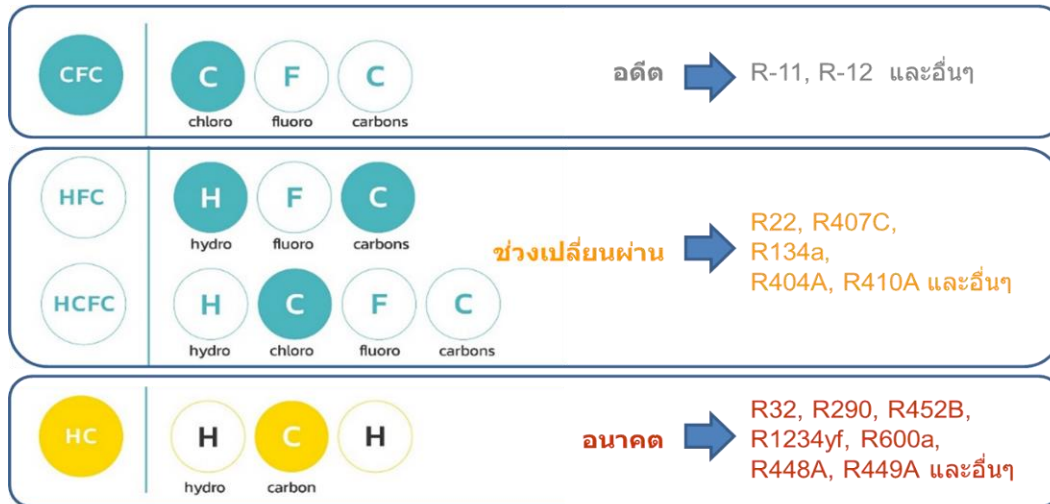 CFC
C F C
chloro fluoro carbons
อดีต
R-11, R-12 และอื่นๆ
HFC
H F C
hydro fluoro carbons
HCFC
H C F C
hydro chloro fluoro carbons
ช่วงเปลี่ยนผ่าน
R22, R407C,
R134a,
R404A, R410A และอื่นๆ
HC
H C H
hydro carbon
อนาคต
R32, R290, R452B,
R1234yf, R600a,
R448A, R449A และอื่นๆ